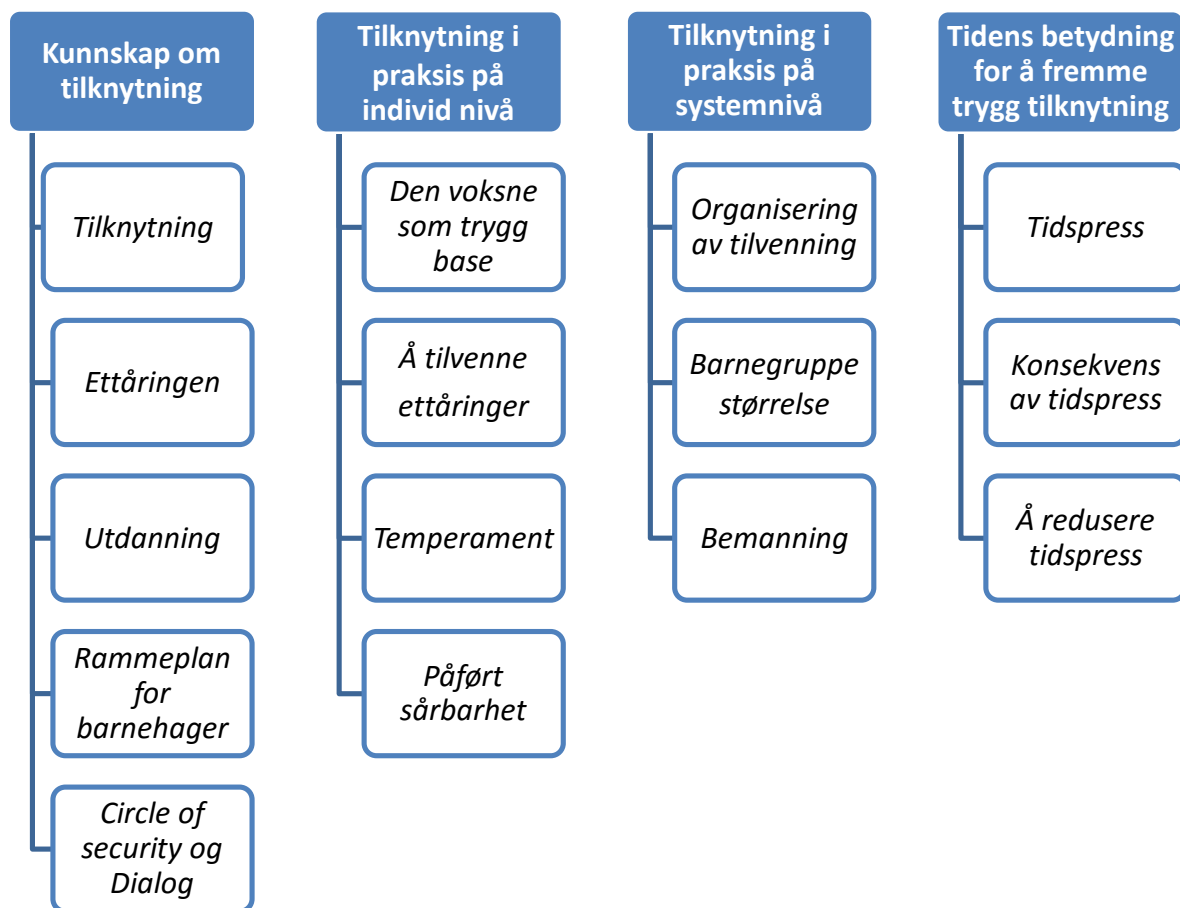 Kunnskap om
tilknytning
Tilknytning
Ettåringen
Utdanning
Rammeplan
for
barnehager
Circle of
security og
Dialog
Tilknytning i
praksis på
individ nivå
Den voksne
som trygg
base
Å tilvenne
ettåringer
Temperament
Påført
sårbarhet
Tilknytning i
praksis på
systemnivå
Organisering
av tilvenning
Barnegruppe
størrelse
Bemanning
Tidens betydning
for å fremme
trygg tilknytning
Tidspress
Konsekvens
av tidspress
Å redusere
tidspress